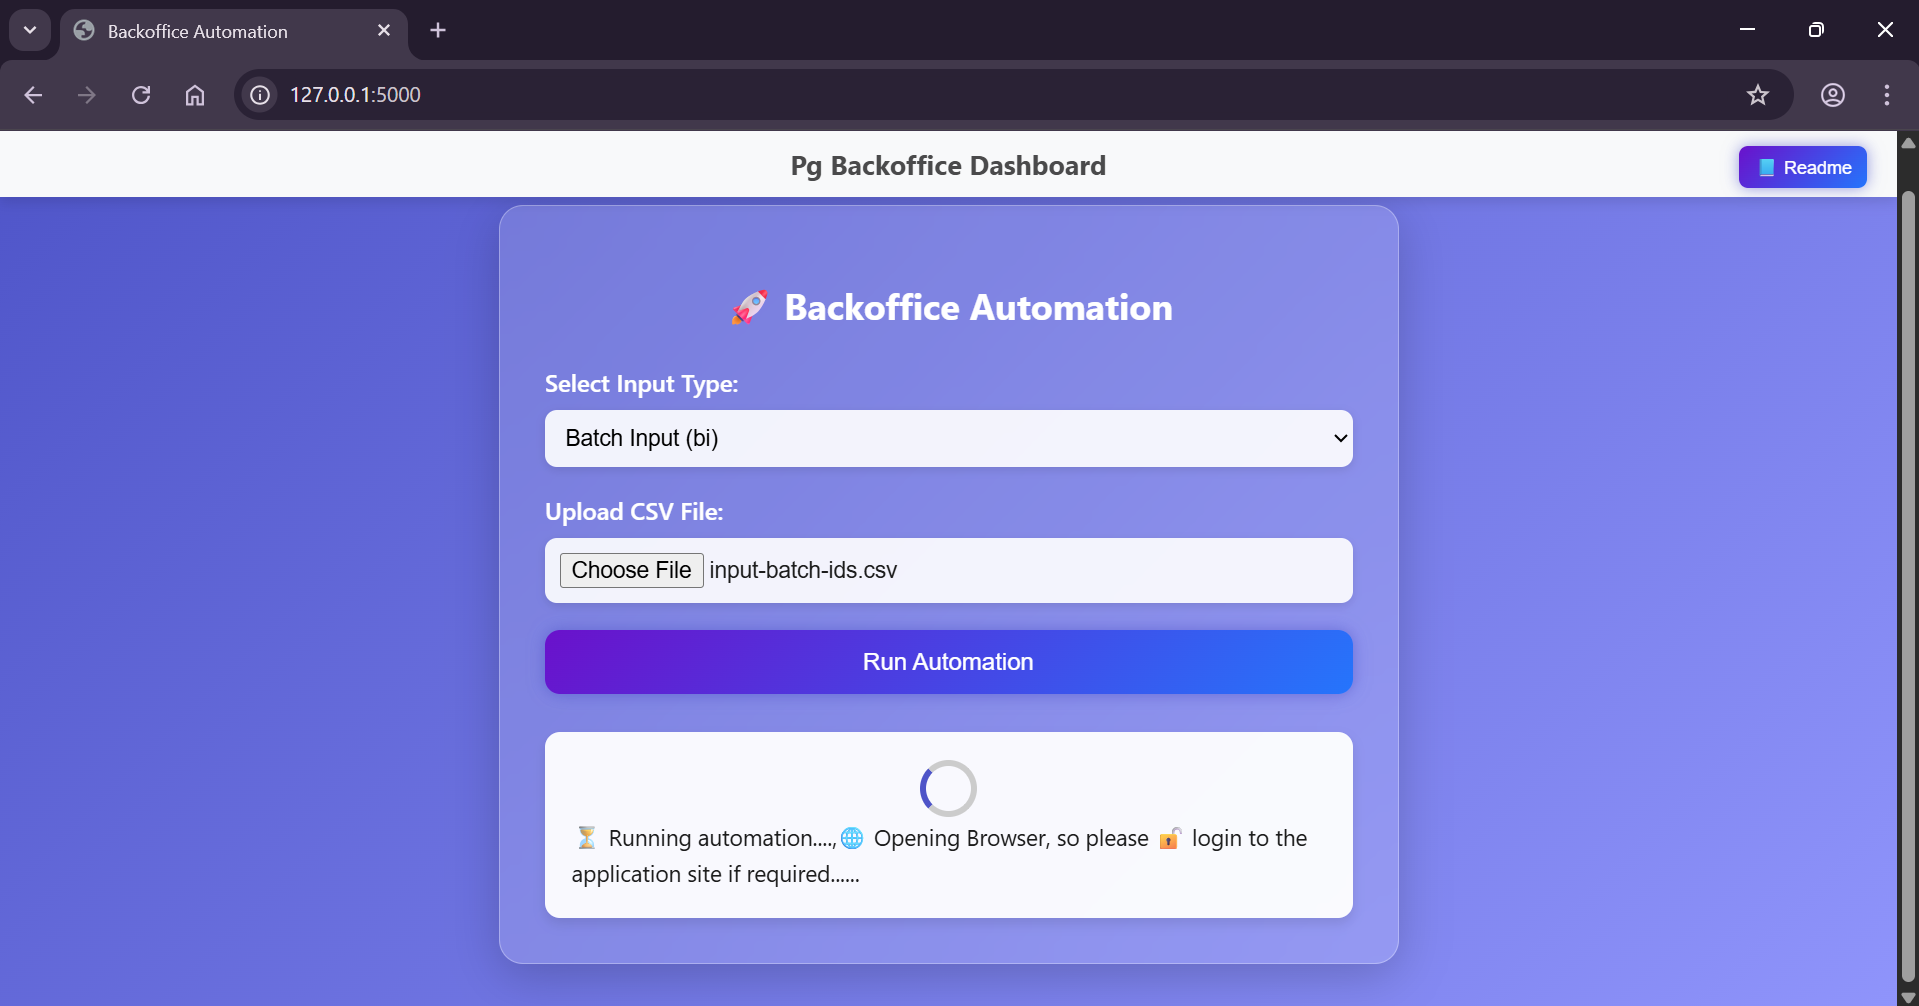 Backoffice Automation
127.0.0.1:5000
Pg Backoffice Dashboard
📘 Readme
🚀 Backoffice Automation
Select Input Type:
Batch Input (bi)
Upload CSV File:
Choose File input-batch-ids.csv
Run Automation
⏳ Running automation....,🌐 Opening Browser, so please 🔓 login to the
application site if required......